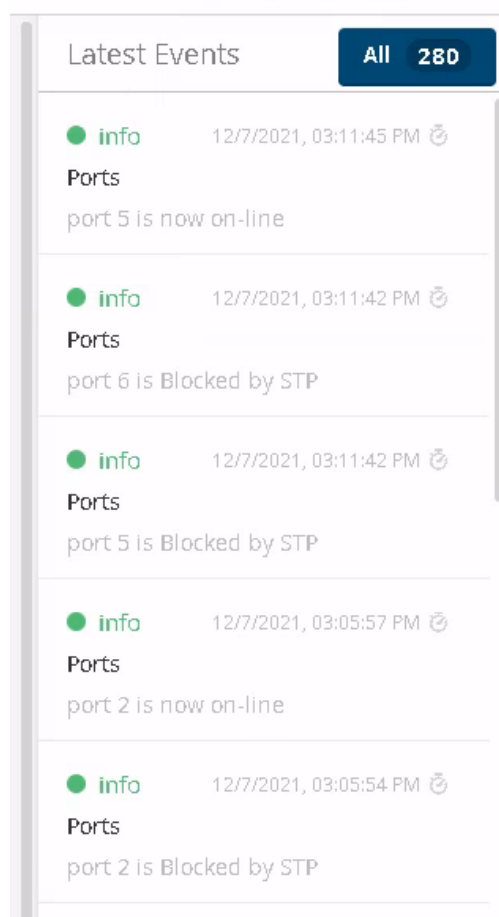 Latest Events
All 280
info 12/7/2021, 03:11:45 PM
Ports
port 5 is now on-line
info 12/7/2021, 03:11:42 PM
Ports
port 6 is Blocked by STP
info 12/7/2021, 03:11:42 PM
Ports
port 5 is Blocked by STP
info 12/7/2021, 03:05:57 PM
Ports
port 2 is now on-line
info 12/7/2021, 03:05:54 PM
Ports
port 2 is Blocked by STP